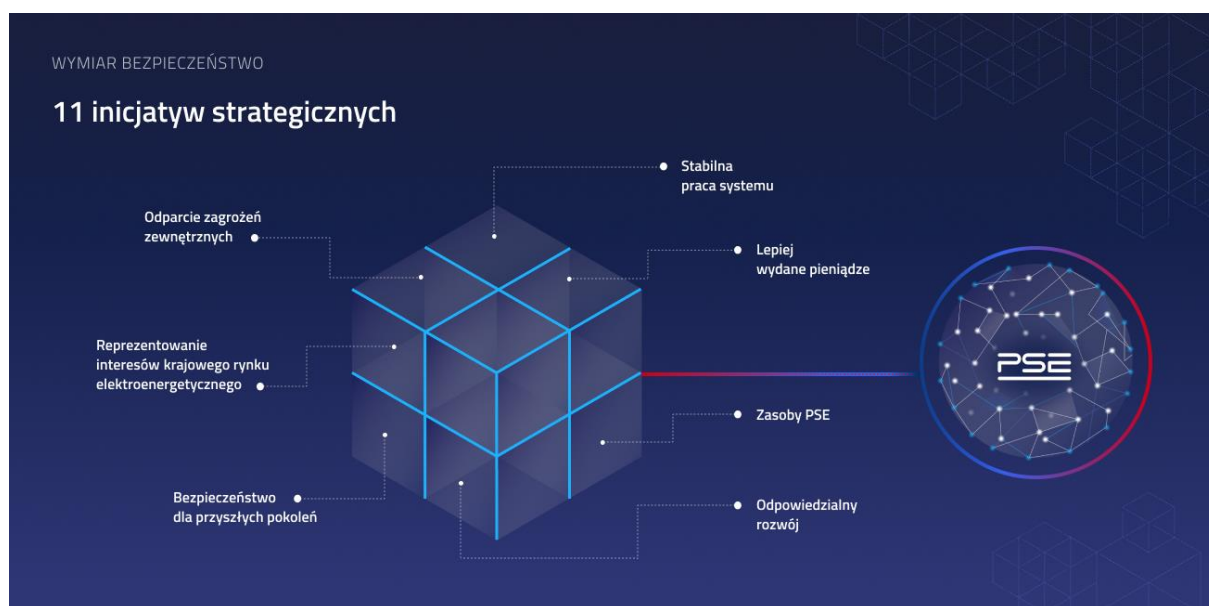 WYMIAR BEZPIECZEŃSTWO
11 inicjatyw strategicznych
Stabilna
praca systemu
Odparcie zagrożeń
zewnętrznych
Lepiej
wydane pieniądze
Reprezentowanie
interesów krajowego rynku
elektroenergetycznego
PSE
Zasoby PSE
Bezpieczeństwo
dla przyszłych pokoleń
Odpowiedzialny
rozwój